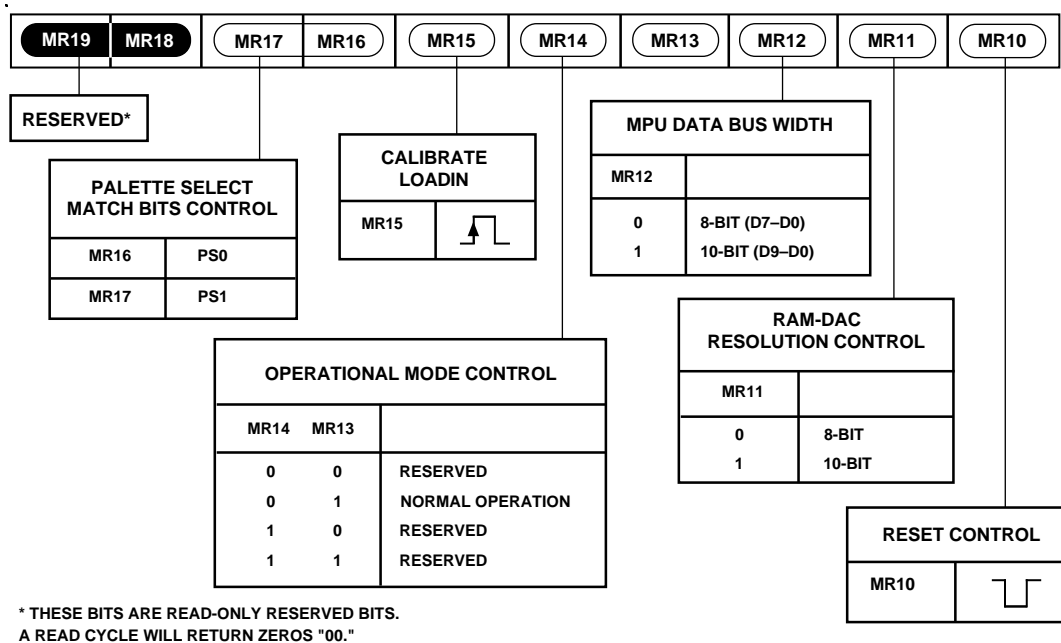 MR19 MR18 MR17 MR16 MR15 MR14 MR13 MR12 MR11 MR10
RESERVED*
PALETTE SELECT
MATCH BITS CONTROL
MR16 PS0
MR17 PS1
CALIBRATE
LOADIN
MR15
MPU DATA BUS WIDTH
MR12
0 8-BIT (D7–D0)
1 10-BIT (D9–D0)
OPERATIONAL MODE CONTROL
MR14 MR13
0 0 RESERVED
0 1 NORMAL OPERATION
1 0 RESERVED
1 1 RESERVED
RAM-DAC
RESOLUTION CONTROL
MR11
0 8-BIT
1 10-BIT
RESET CONTROL
MR10
* THESE BITS ARE READ-ONLY RESERVED BITS.
A READ CYCLE WILL RETURN ZEROS "00."